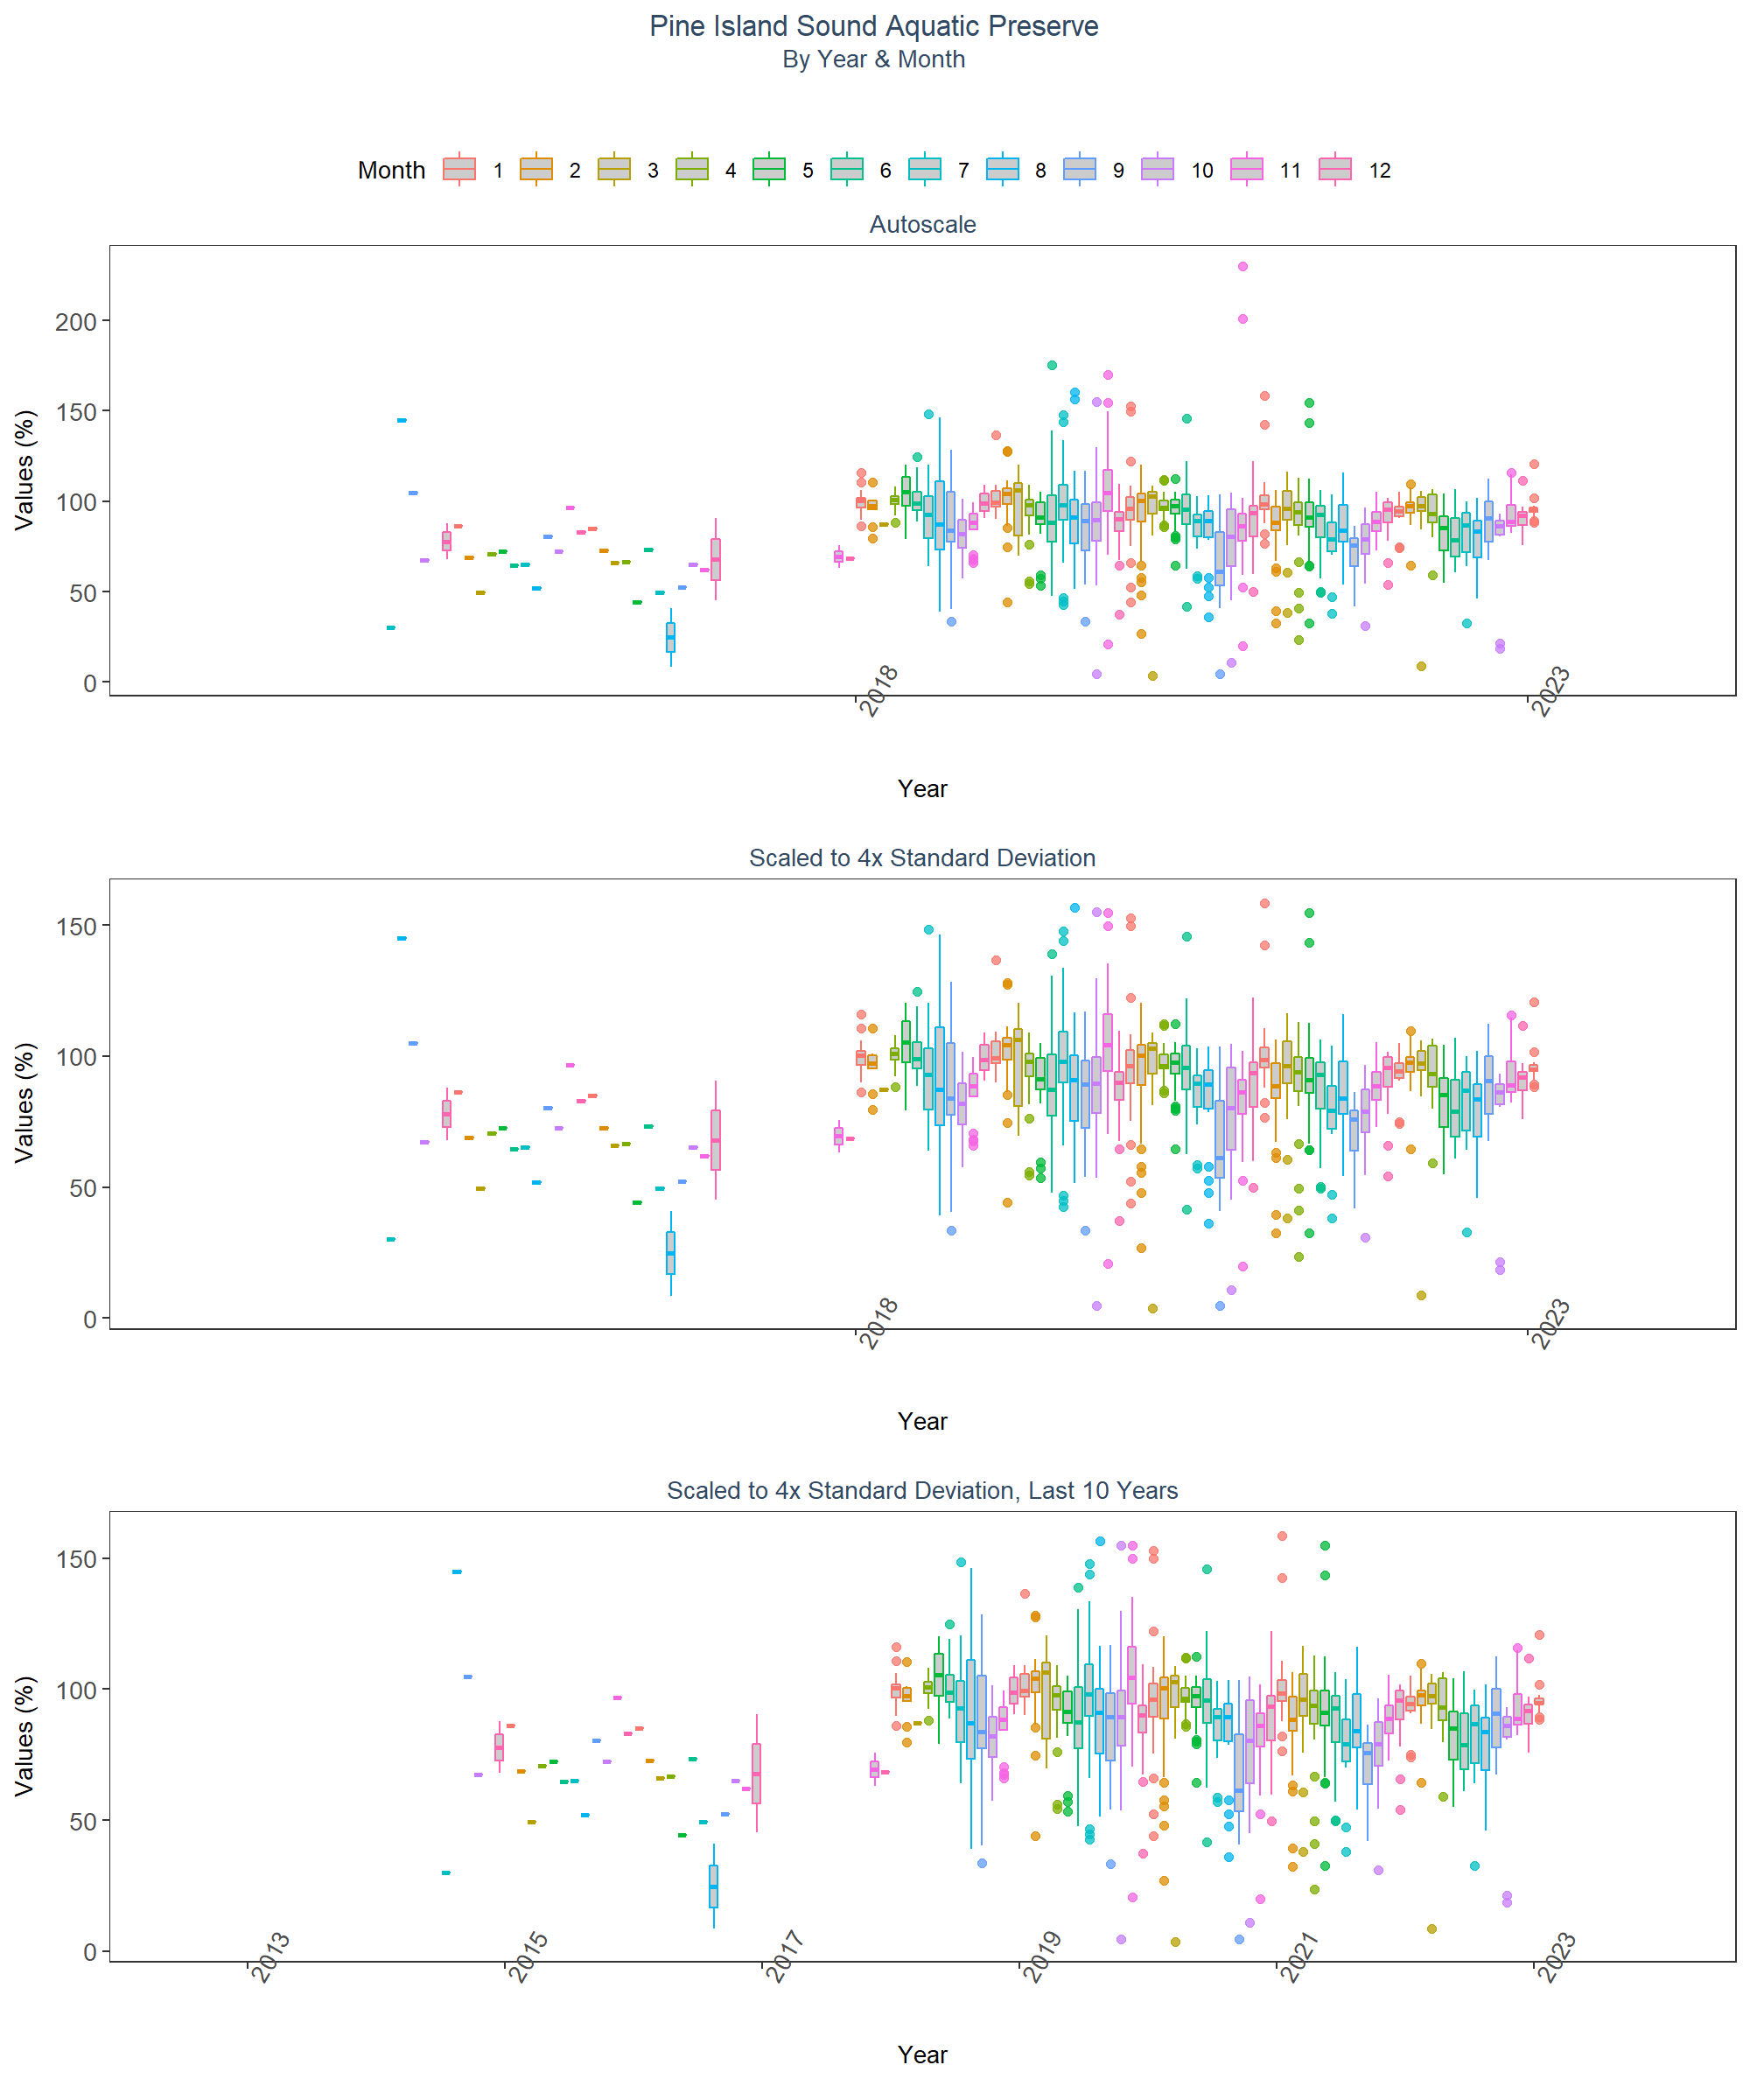 Pine Island Sound Aquatic Preserve
By Year & Month
Month 1 2 3 4 5 6 7 8 9 10 11 12
Autoscale
Values (%)
200
150
100
50
0
2018 2023
Year
Scaled to 4x Standard Deviation
Values (%)
150
100
50
0
2018 2023
Year
Scaled to 4x Standard Deviation, Last 10 Years
Values (%)
150
100
50
0
2013 2015 2017 2019 2021 2023
Year